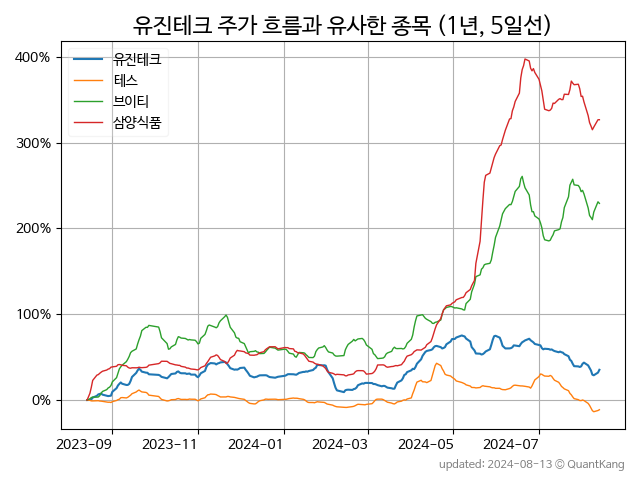 유진테크 주가 흐름과 유사한 종목 (1년, 5일선)
유진테크
테스
브이티
삼양식품
400%
300%
200%
100%
0%
2023-09 2023-11 2024-01 2024-03 2024-05 2024-07
updated: 2024-08-13 © QuantKang